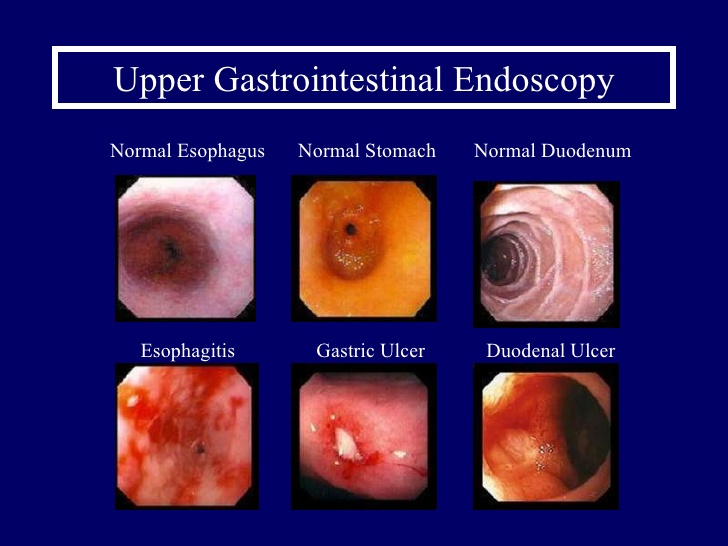 Upper Gastrointestinal Endoscopy
Normal Esophagus Normal Stomach Normal Duodenum
Esophagitis Gastric Ulcer Duodenal Ulcer